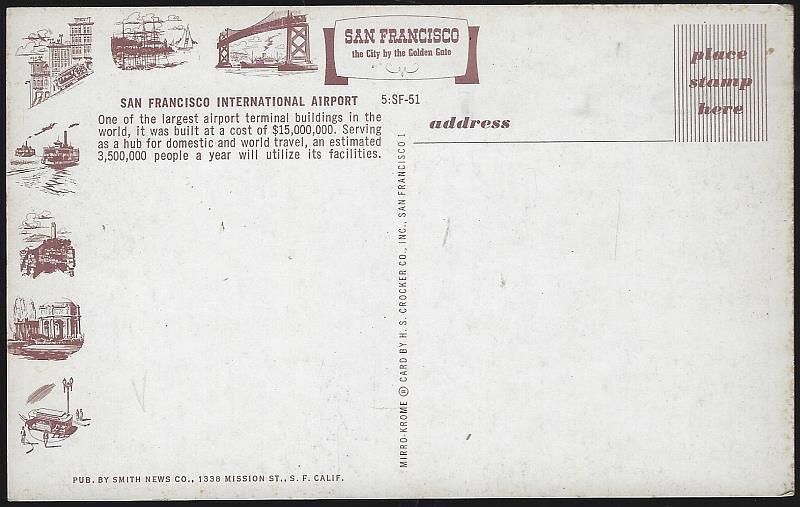 SAN FRANCISCO
the City by the Golden Gate
place
stamp
here
SAN FRANCISCO INTERNATIONAL AIRPORT 5:SF-51
One of the largest airport terminal buildings in the
world, it was built at a cost of $15,000,000. Serving
as a hub for domestic and world travel, an estimated
3,500,000 people a year will utilize its facilities.
address
MIRRO-KROME ® CARD BY H. S. CROCKER CO., INC., SAN FRANCISCO 1
PUB. BY SMITH NEWS CO., 1338 MISSION ST., S. F. CALIF.